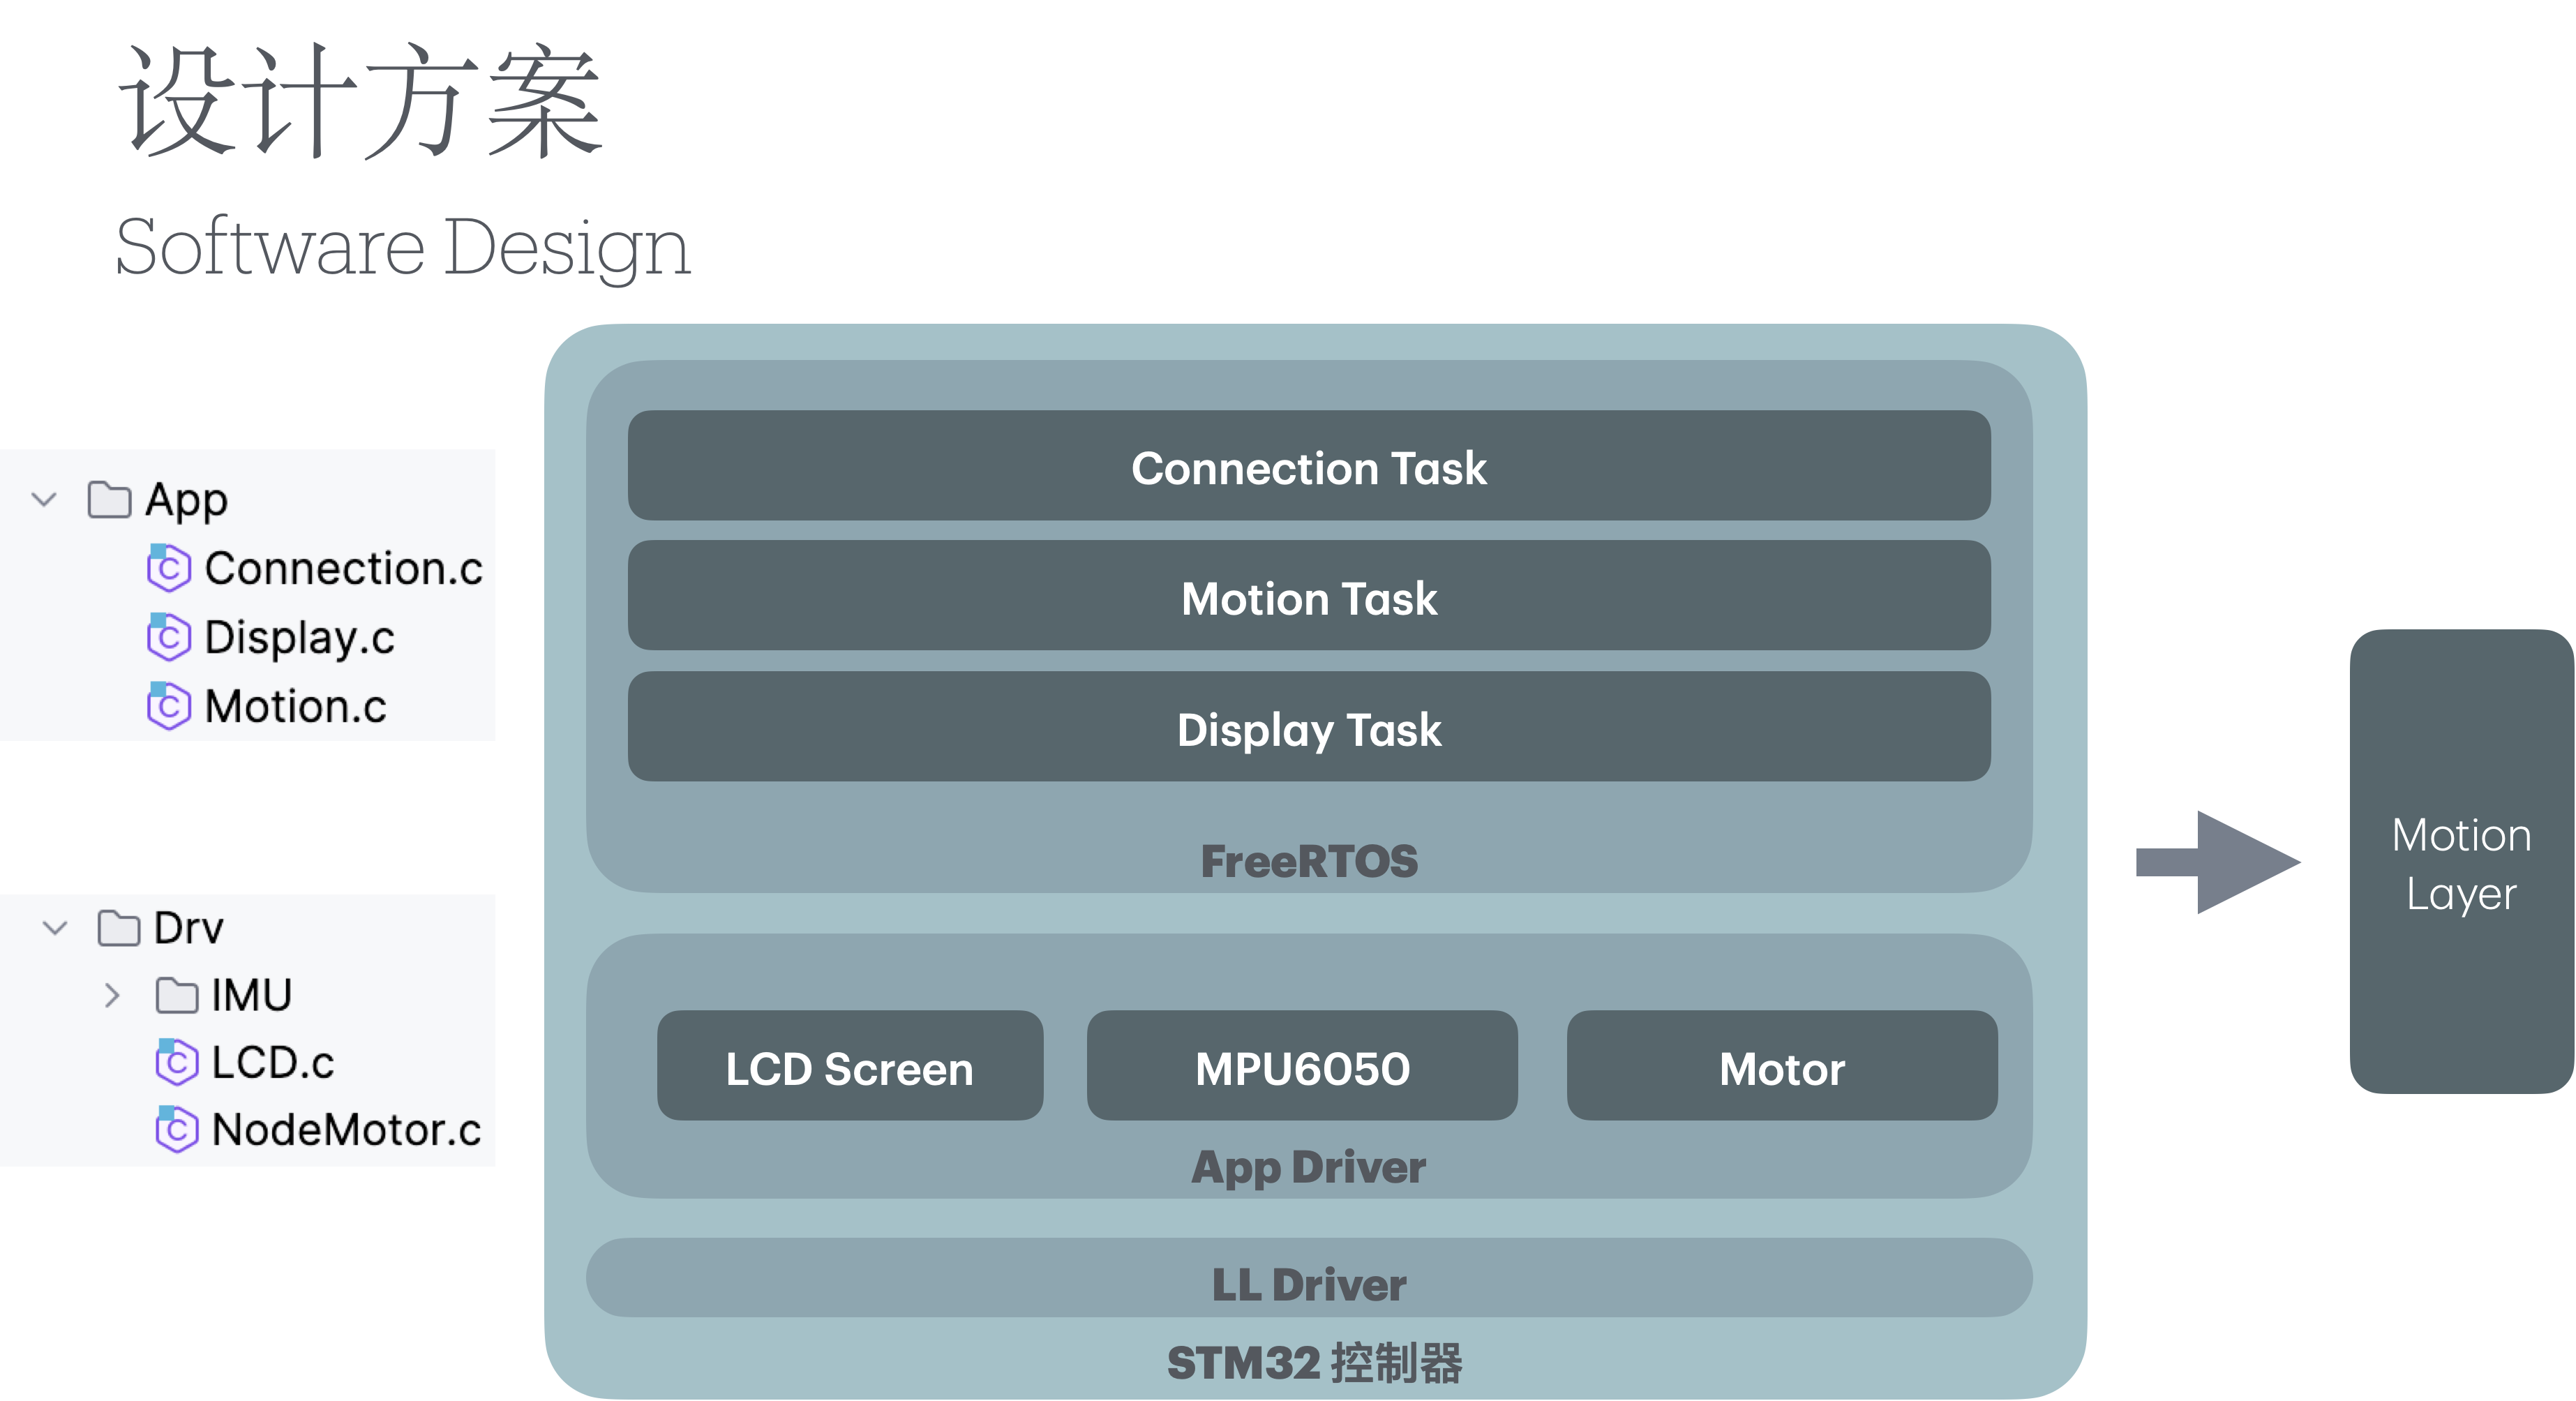 设计方案
Software Design
App
Connection.c
Display.c
Motion.c
Drv
IMU
LCD.c
NodeMotor.c
Connection Task
Motion Task
Display Task
FreeRTOS
LCD Screen
MPU6050
Motor
App Driver
LL Driver
STM32 控制器
Motion
Layer